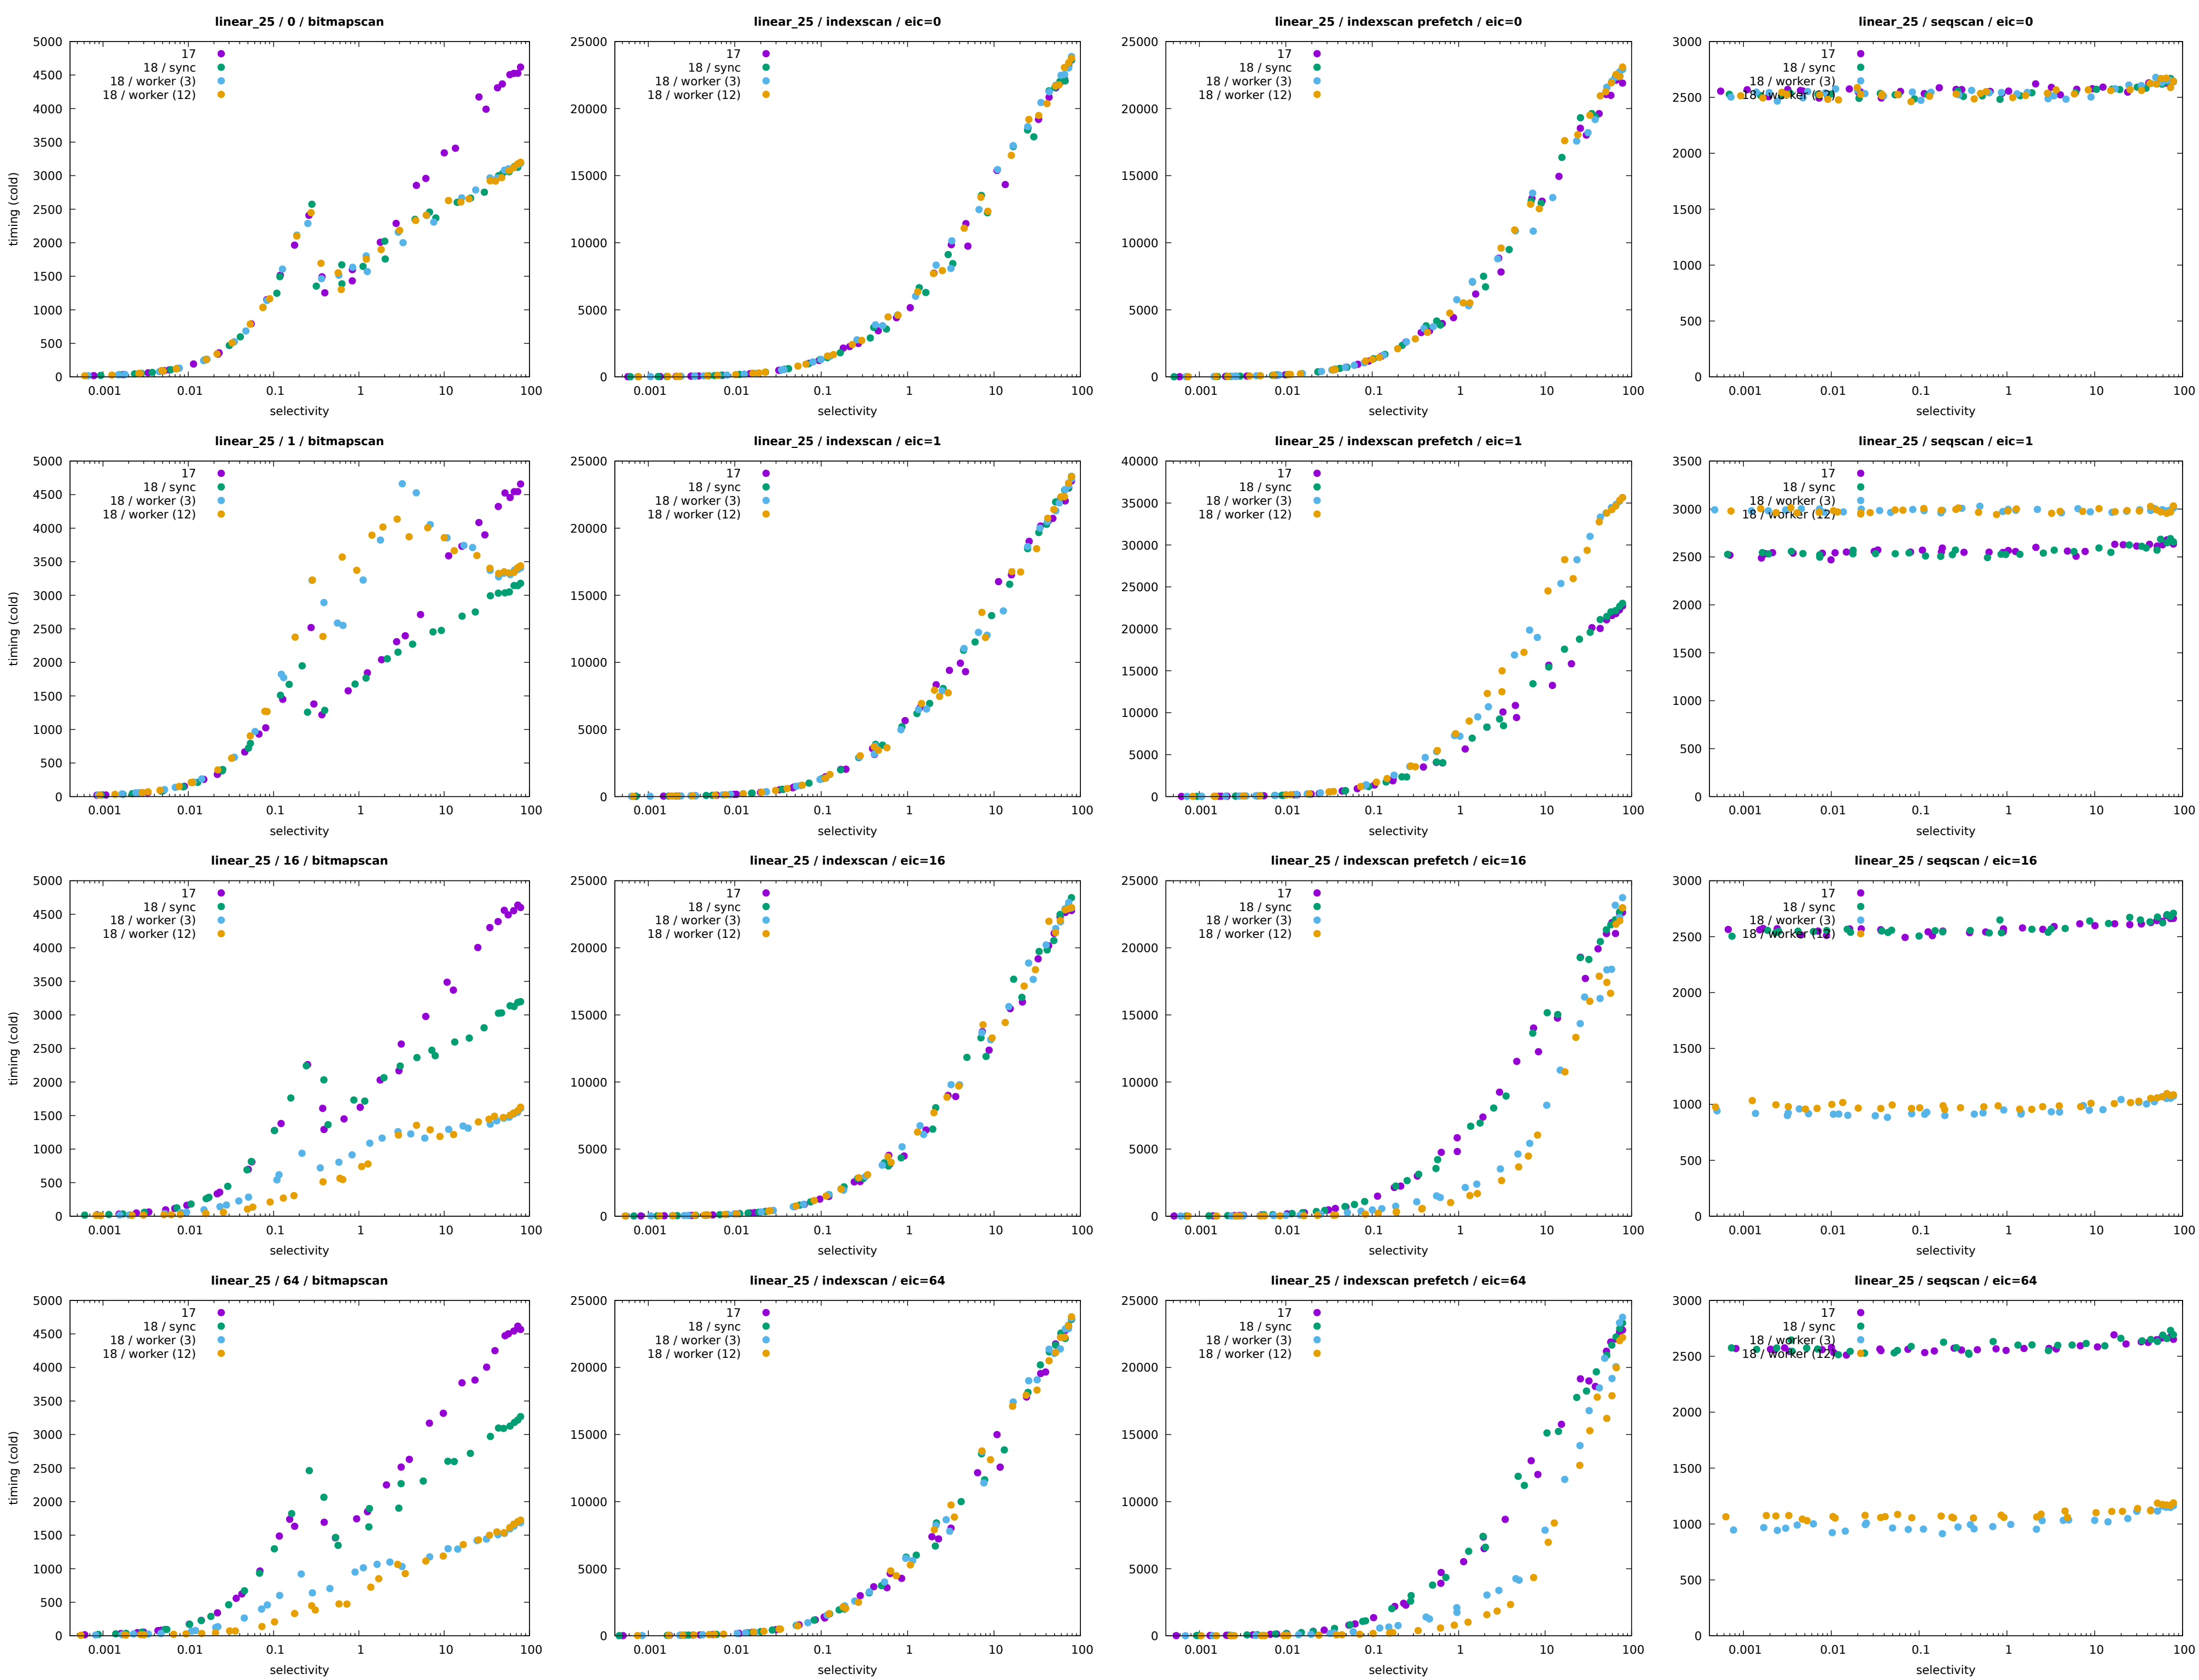 linear_25 / 0 / bitmapscan
timing (cold)
5000
4500
4000
3500
3000
2500
2000
1500
1000
500
0
17
18 / sync
18 / worker (3)
18 / worker (12)
0.001 0.01 0.1 1 10 100
selectivity
linear_25 / indexscan / eic=0
25000
20000
15000
10000
5000
0
17
18 / sync
18 / worker (3)
18 / worker (12)
0.001 0.01 0.1 1 10 100
selectivity
linear_25 / indexscan prefetch / eic=0
25000
20000
15000
10000
5000
0
17
18 / sync
18 / worker (3)
18 / worker (12)
0.001 0.01 0.1 1 10 100
selectivity
linear_25 / seqscan / eic=0
3000
2500
2000
1500
1000
500
0
17
18 / sync
18 / worker (3)
18 / worker (12)
0.001 0.01 0.1 1 10 100
selectivity
linear_25 / 1 / bitmapscan
timing (cold)
5000
4500
4000
3500
3000
2500
2000
1500
1000
500
0
17
18 / sync
18 / worker (3)
18 / worker (12)
0.001 0.01 0.1 1 10 100
selectivity
linear_25 / indexscan / eic=1
25000
20000
15000
10000
5000
0
17
18 / sync
18 / worker (3)
18 / worker (12)
0.001 0.01 0.1 1 10 100
selectivity
linear_25 / indexscan prefetch / eic=1
40000
35000
30000
25000
20000
15000
10000
5000
0
17
18 / sync
18 / worker (3)
18 / worker (12)
0.001 0.01 0.1 1 10 100
selectivity
linear_25 / seqscan / eic=1
3500
3000
2500
2000
1500
1000
500
0
17
18 / sync
18 / worker (3)
18 / worker (12)
0.001 0.01 0.1 1 10 100
selectivity
linear_25 / 16 / bitmapscan
timing (cold)
5000
4500
4000
3500
3000
2500
2000
1500
1000
500
0
17
18 / sync
18 / worker (3)
18 / worker (12)
0.001 0.01 0.1 1 10 100
selectivity
linear_25 / indexscan / eic=16
25000
20000
15000
10000
5000
0
17
18 / sync
18 / worker (3)
18 / worker (12)
0.001 0.01 0.1 1 10 100
selectivity
linear_25 / indexscan prefetch / eic=16
25000
20000
15000
10000
5000
0
17
18 / sync
18 / worker (3)
18 / worker (12)
0.001 0.01 0.1 1 10 100
selectivity
linear_25 / seqscan / eic=16
3000
2500
2000
1500
1000
500
0
17
18 / sync
18 / worker (3)
18 / worker (12)
0.001 0.01 0.1 1 10 100
selectivity
linear_25 / 64 / bitmapscan
timing (cold)
5000
4500
4000
3500
3000
2500
2000
1500
1000
500
0
17
18 / sync
18 / worker (3)
18 / worker (12)
0.001 0.01 0.1 1 10 100
selectivity
linear_25 / indexscan / eic=64
25000
20000
15000
10000
5000
0
17
18 / sync
18 / worker (3)
18 / worker (12)
0.001 0.01 0.1 1 10 100
selectivity
linear_25 / indexscan prefetch / eic=64
25000
20000
15000
10000
5000
0
17
18 / sync
18 / worker (3)
18 / worker (12)
0.001 0.01 0.1 1 10 100
selectivity
linear_25 / seqscan / eic=64
3000
2500
2000
1500
1000
500
0
17
18 / sync
18 / worker (3)
18 / worker (12)
0.001 0.01 0.1 1 10 100
selectivity